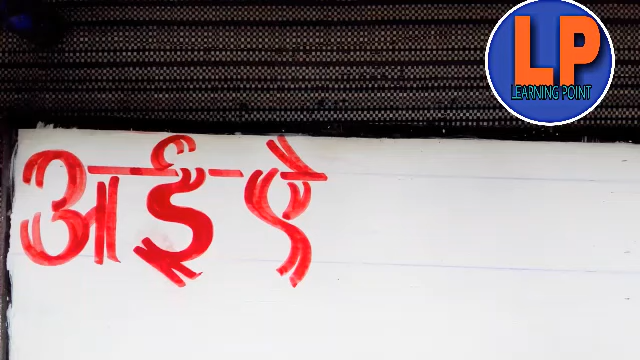 LP
LEARNING POINT
अ ई ऐ